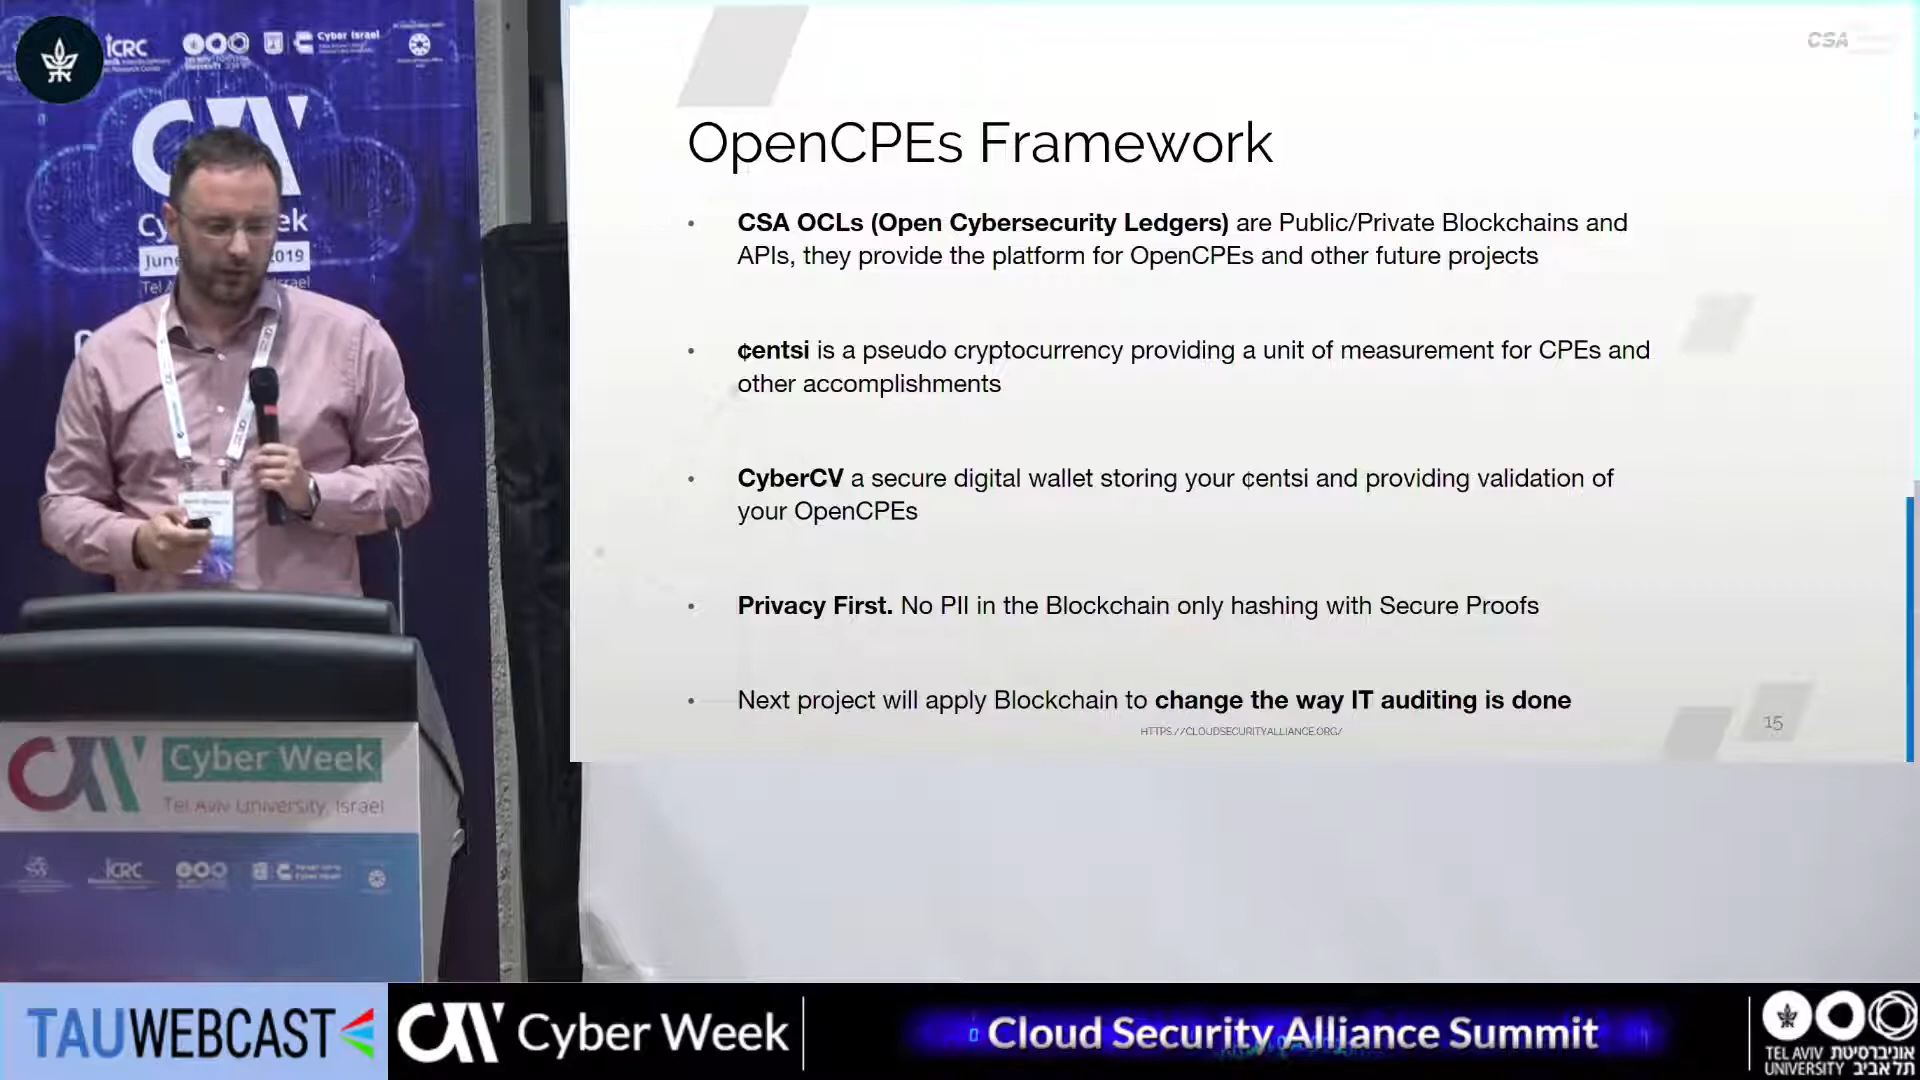 ICRC
Cyber Israel
CSA
OpenCPEs Framework
• CSA OCLs (Open Cybersecurity Ledgers) are Public/Private Blockchains and
APIs, they provide the platform for OpenCPEs and other future projects
• ¢entsi is a pseudo cryptocurrency providing a unit of measurement for CPEs and
other accomplishments
• CyberCV a secure digital wallet storing your ¢entsi and providing validation of
your OpenCPEs
• Privacy First. No PII in the Blockchain only hashing with Secure Proofs
• Next project will apply Blockchain to change the way IT auditing is done
HTTPS://CLOUDSECURITYALLIANCE.ORG/
15
June 2019
Cyber Week
Tel Aviv University, Israel
ICRC
TAUWEBCAST
Cyber Week
Cloud Security Alliance Summit
TEL AVIV אוניברסיטת
UNIVERSITY תל אביב